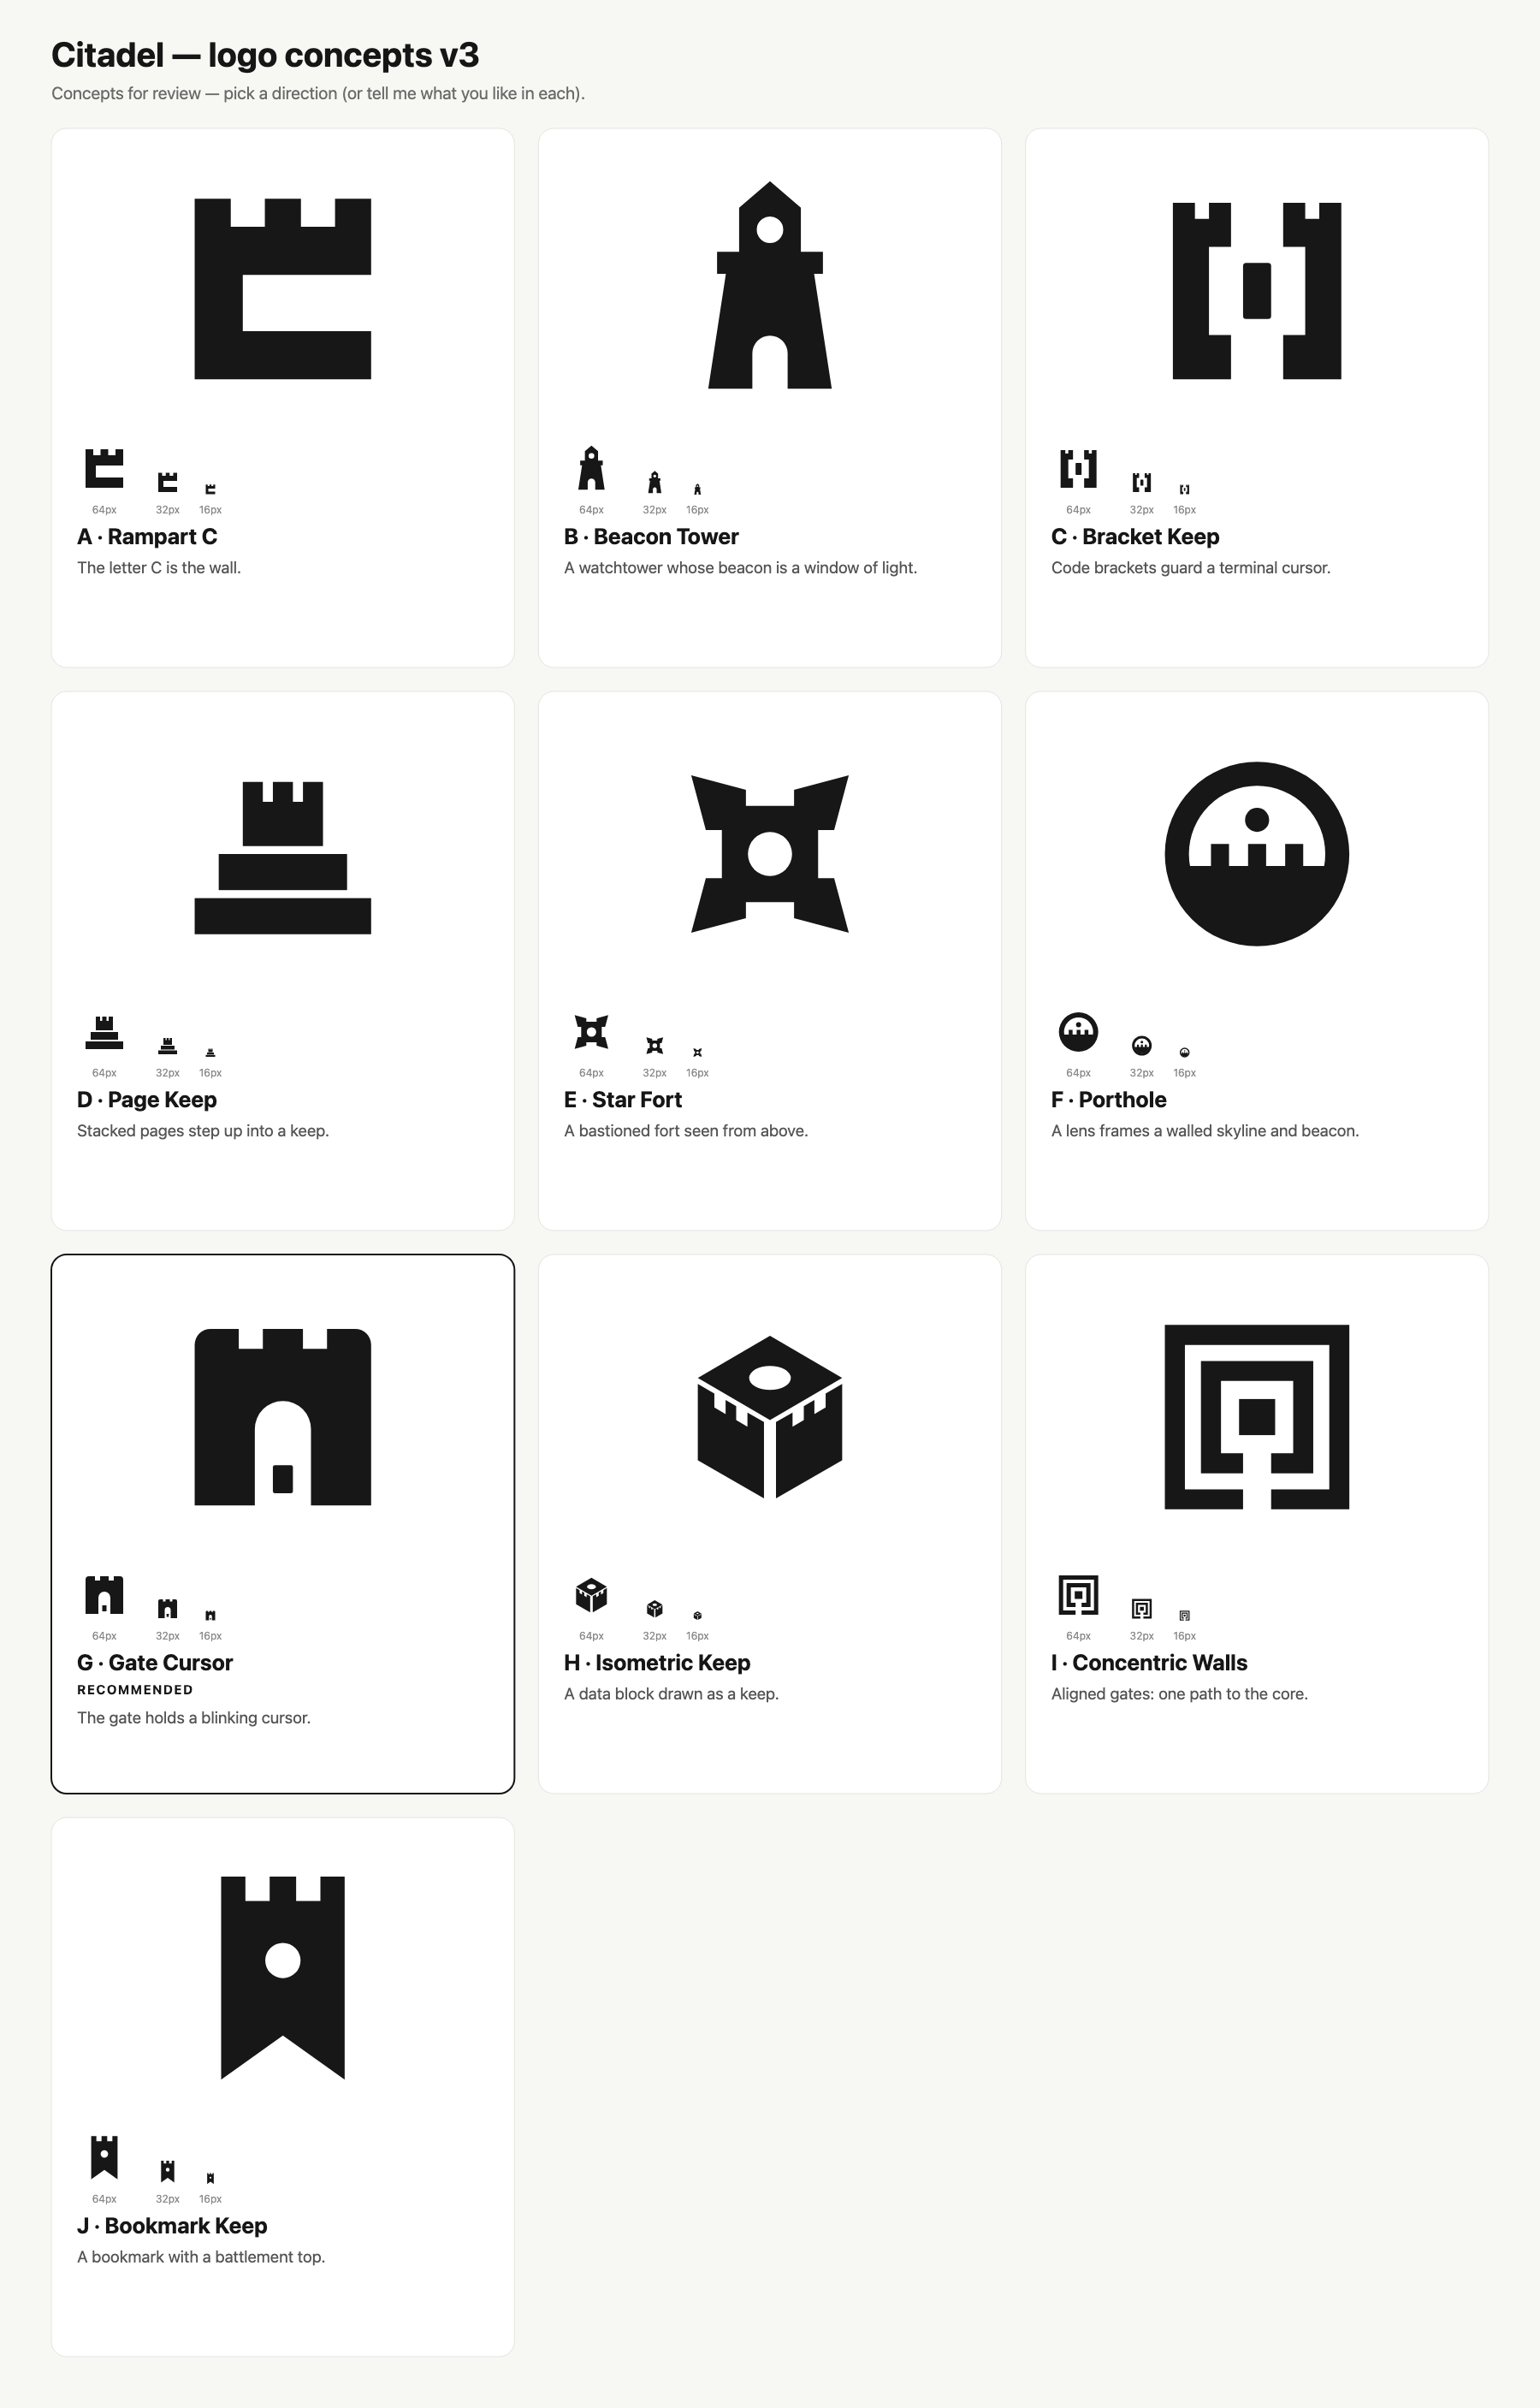 Citadel — logo concepts v3
Concepts for review — pick a direction (or tell me what you like in each).
64px 32px 16px
A · Rampart C
The letter C is the wall.
64px 32px 16px
B · Beacon Tower
A watchtower whose beacon is a window of light.
64px 32px 16px
C · Bracket Keep
Code brackets guard a terminal cursor.
64px 32px 16px
D · Page Keep
Stacked pages step up into a keep.
64px 32px 16px
E · Star Fort
A bastioned fort seen from above.
64px 32px 16px
F · Porthole
A lens frames a walled skyline and beacon.
64px 32px 16px
G · Gate Cursor
RECOMMENDED
The gate holds a blinking cursor.
64px 32px 16px
H · Isometric Keep
A data block drawn as a keep.
64px 32px 16px
I · Concentric Walls
Aligned gates: one path to the core.
64px 32px 16px
J · Bookmark Keep
A bookmark with a battlement top.